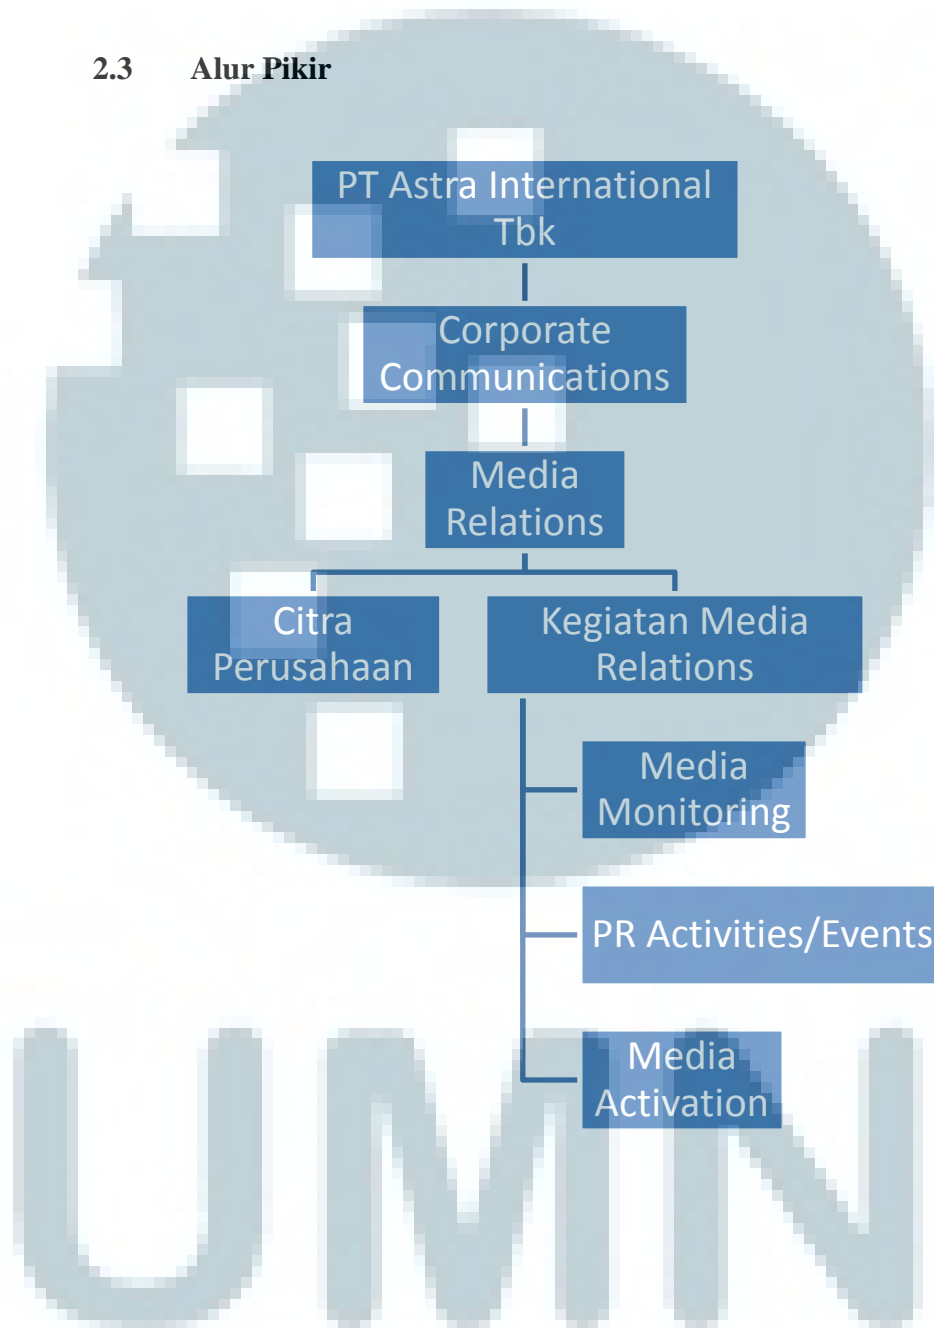 2.3 Alur Pikir
PT Astra International
Tbk
Corporate
Communications
Media
Relations
Citra
Perusahaan
Kegiatan Media
Relations
Media
Monitoring
PR Activities/Events
Media
Activation
UMN